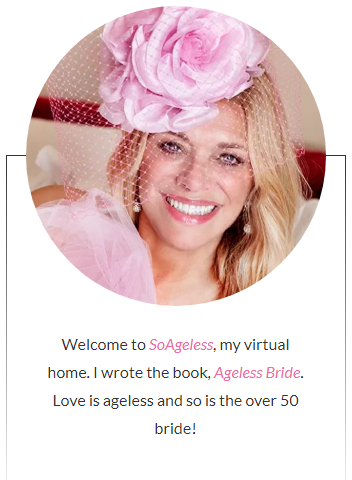 Welcome to SoAgeless, my virtual
home. I wrote the book, Ageless Bride.
Love is ageless and so is the over 50
bride!